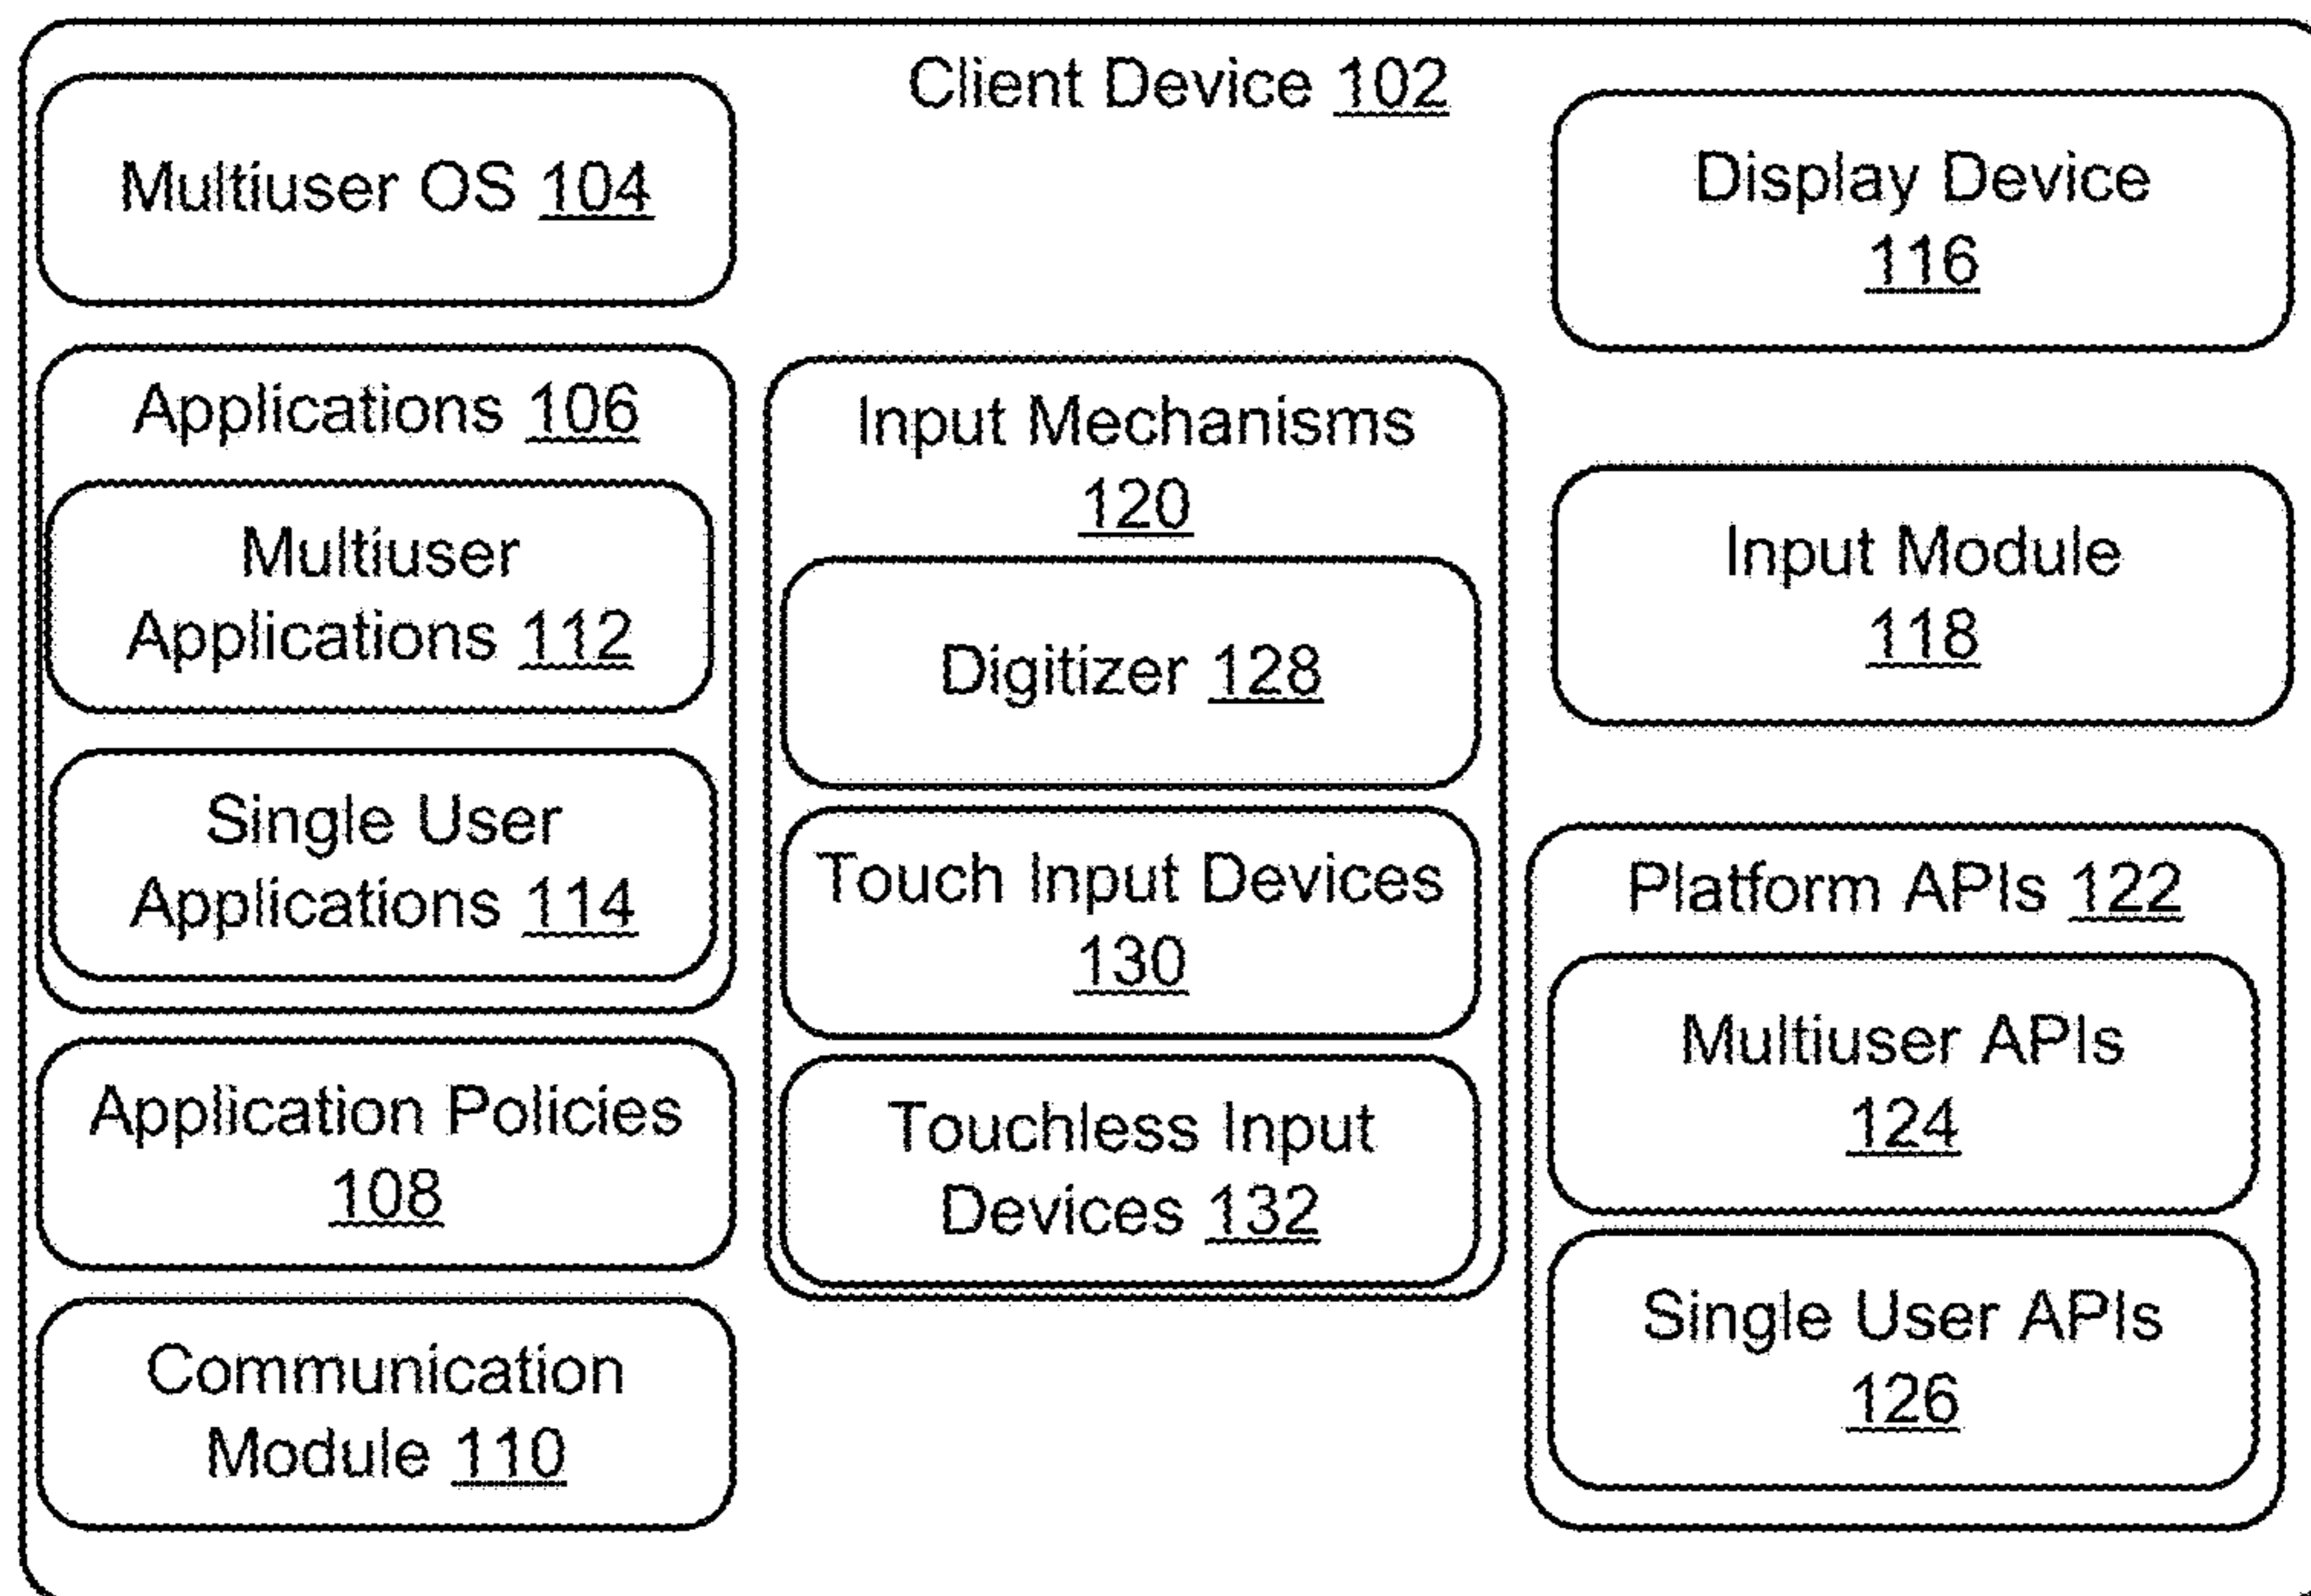 Client Device 102
Multiuser OS 104
Applications 106
Multiuser
Applications 112
Single User
Applications 114
Application Policies
108
Communication
Module 110
Input Mechanisms
120
Digitizer 128
Touch Input Devices
130
Touchless Input
Devices 132
Display Device
116
Input Module
118
Platform APIs 122
Multiuser APIs
124
Single User APIs
126